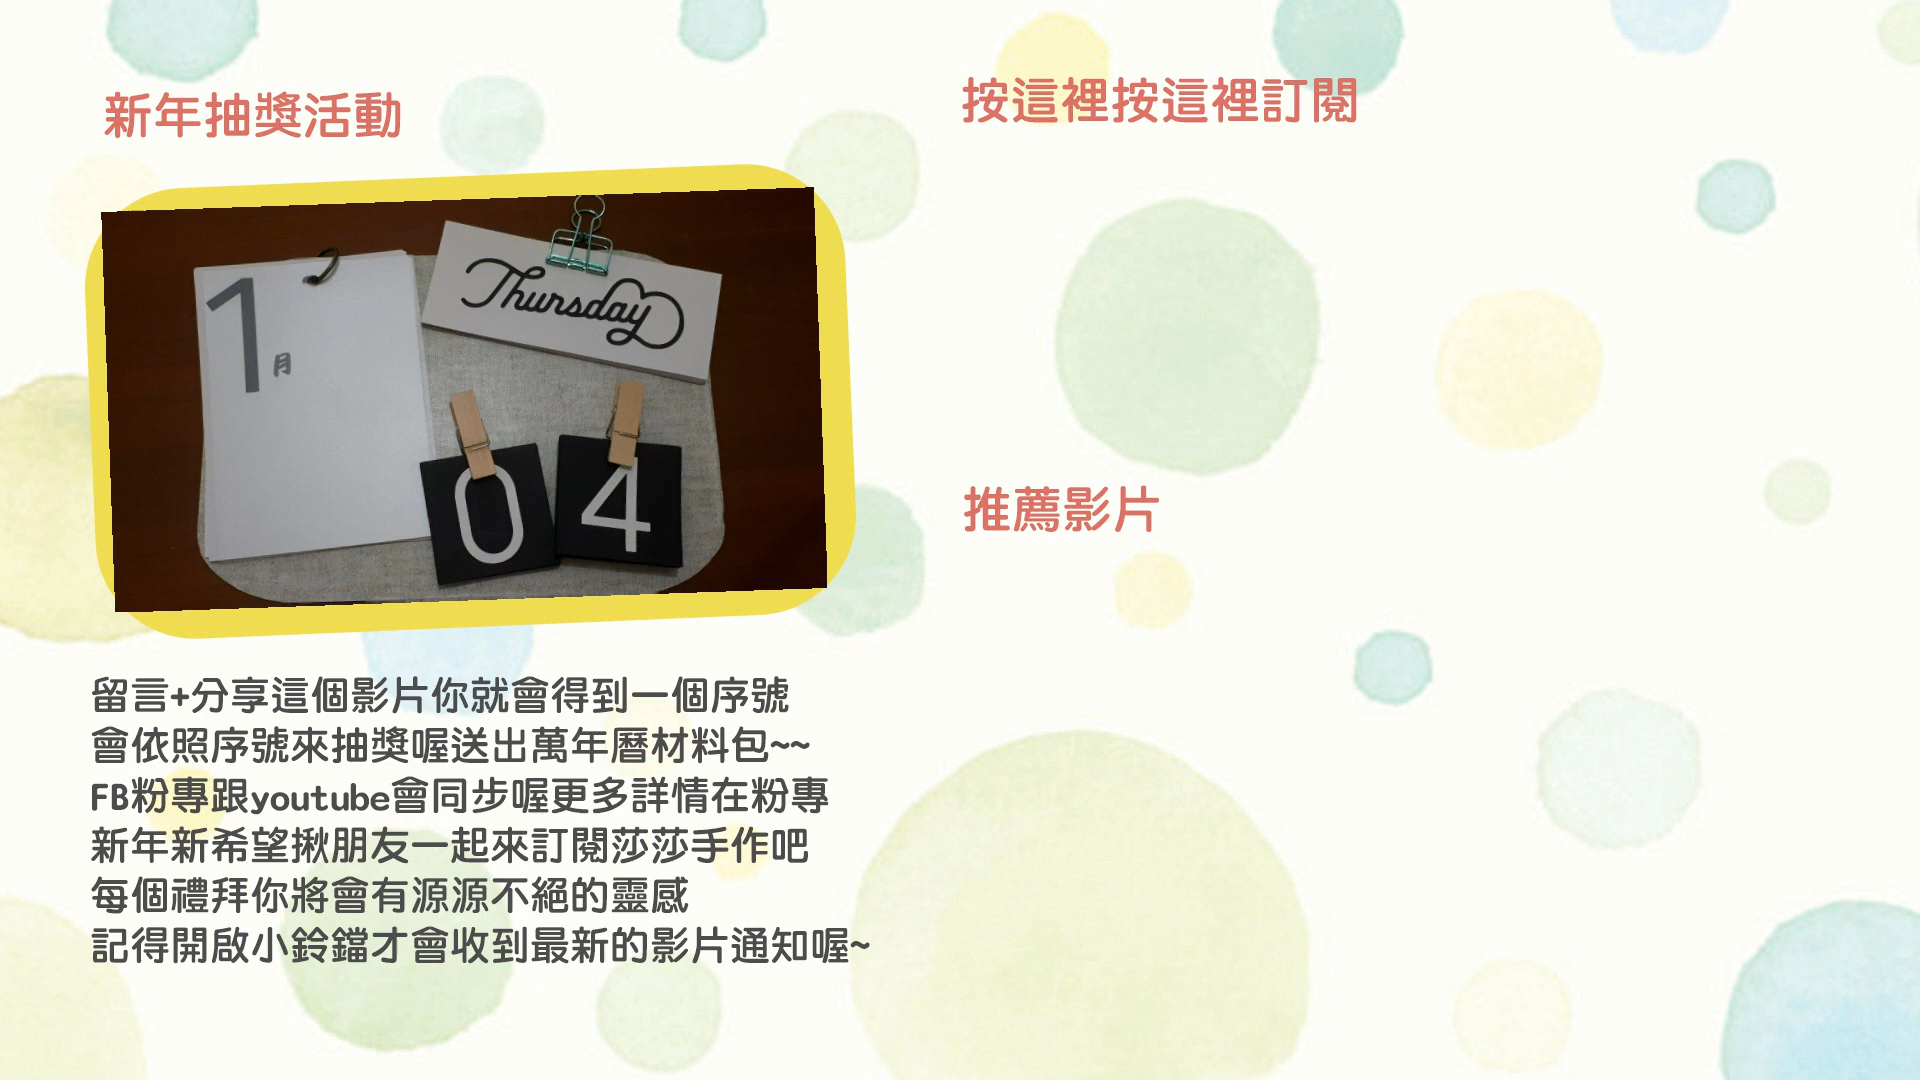 新年抽獎活動
1月
Thursday
04
留言+分享這個影片你就會得到一個序號
會依照序號來抽獎喔送出萬年曆材料包~~
FB粉專跟youtube會同步喔更多詳情在粉專
新年新希望揪朋友一起來訂閱莎莎手作吧
每個禮拜你將會有源源不絕的靈感
記得開啟小鈴鐺才會收到最新的影片通知喔~
按這裡按這裡訂閱
推薦影片